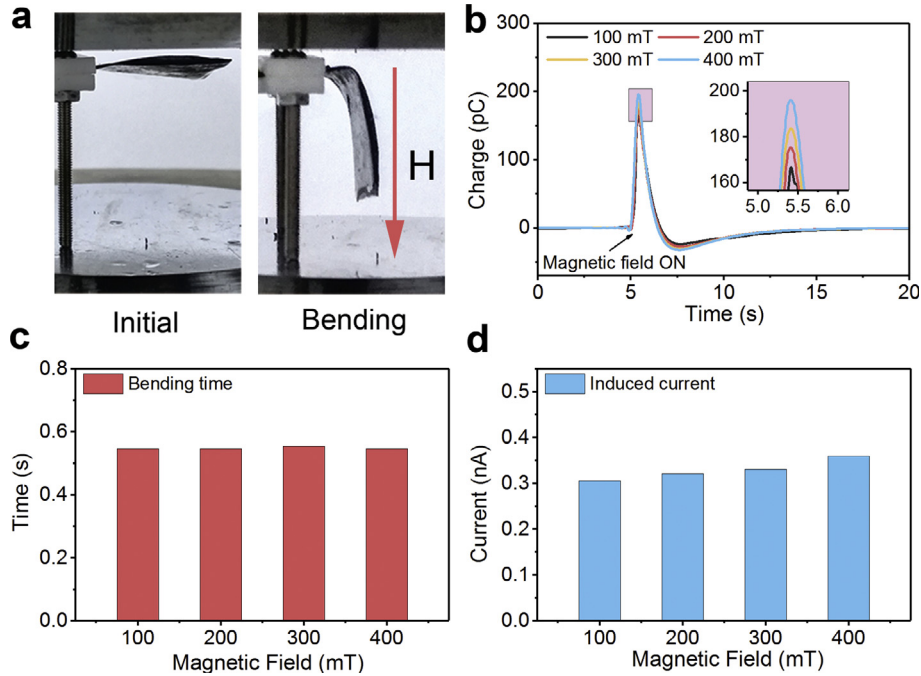 a
H
Initial
Bending
b
Charge (pC)
300
200
100
0
100 mT
200 mT
300 mT
400 mT
200
180
160
5.0
5.5
6.0
Magnetic field ON
0
5
10
15
20
Time (s)
c
Time (s)
0.8
0.6
0.4
0.2
0.0
Bending time
100
200
300
400
Magnetic Field (mT)
d
Current (nA)
0.5
0.4
0.3
0.2
0.1
0.0
Induced current
100
200
300
400
Magnetic Field (mT)